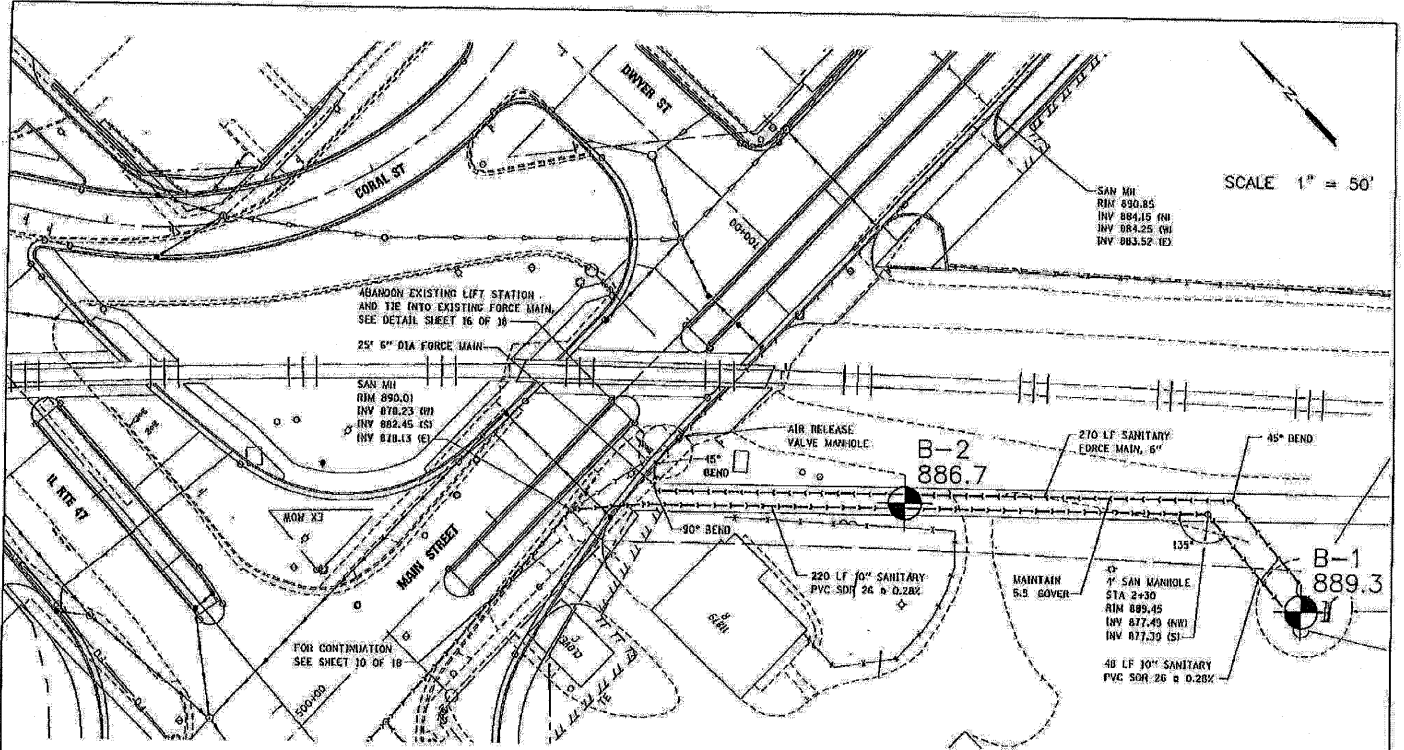 DWYER ST
N
CORAL ST
SCALE 1" = 50'
SAN MH
RIM 890.85
INV 884.15 (N)
INV 884.25 (W)
INV 883.52 (E)
100+00
ABANDON EXISTING LIFT STATION
AND TIE INTO EXISTING FORCE MAIN,
SEE DETAIL SHEET 16 OF 18
25' 6" DIA FORCE MAIN
SAN MH
RIM 890.01
INV 878.23 (W)
INV 882.45 (S)
INV 878.13 (E)
AIR RELEASE
VALVE MANHOLE
45°
BEND
B-2
886.7
270 LF SANITARY
FORCE MAIN, 6"
45° BEND
IL RTE 47
EX ROW
MAIN STREET
90° BEND
220 LF 10" SANITARY
PVC SDR 26 @ 0.28%
MAINTAIN
5.5 COVER
135°
4' SAN MANHOLE
STA 2+30
RIM 889.45
INV 877.49 (NW)
INV 877.39 (S)
B-1
889.3
48 LF 10" SANITARY
PVC SDR 26 @ 0.28%
FOR CONTINUATION
SEE SHEET 10 OF 18
500+00